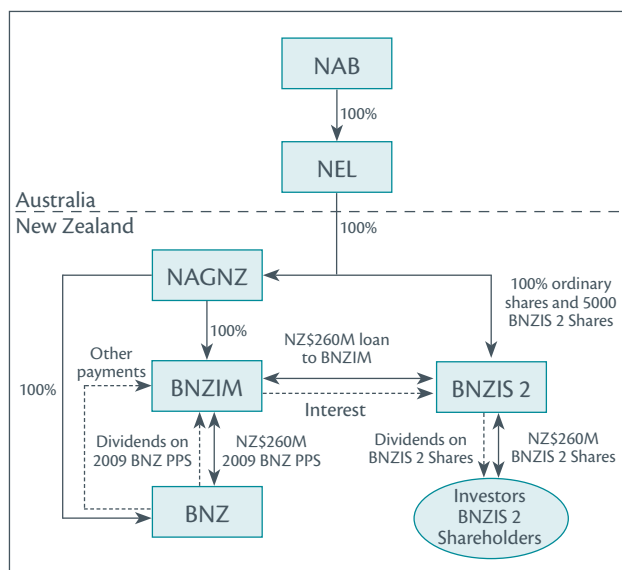 NAB
100%
NEL
Australia
New Zealand
100%
NAGNZ
100% ordinary
shares and 5000
BNZIS 2 Shares
100%
NZ$260M loan
to BNZIM
Other
payments
100%
BNZIM
BNZIS 2
Interest
Dividends on
2009 BNZ PPS
NZ$260M
2009 BNZ PPS
Dividends on
BNZIS 2 Shares
NZ$260M
BNZIS 2 Shares
BNZ
Investors
BNZIS 2
Shareholders